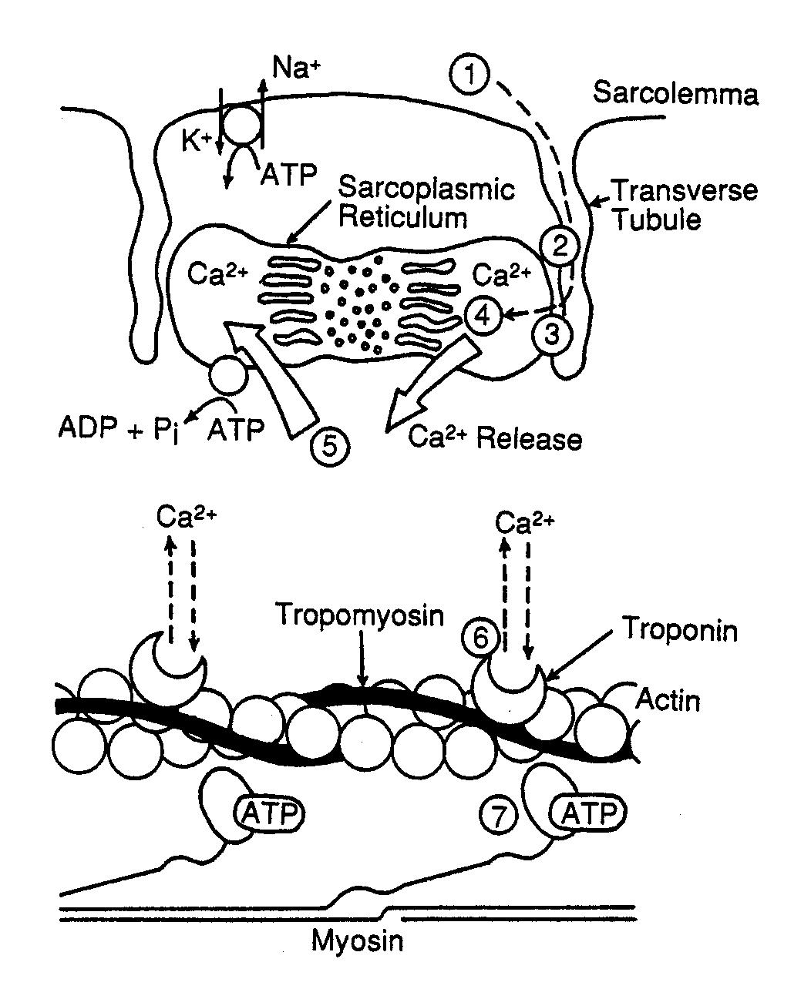 Na⁺
1
Sarcolemma
K⁺
ATP
Sarcoplasmic
Reticulum
Transverse
Tubule
2
Ca²⁺
Ca²⁺
4
3
ADP + Pi
ATP
5
Ca²⁺ Release
Ca²⁺
Ca²⁺
Tropomyosin
6
Troponin
Actin
ATP
7
ATP
Myosin